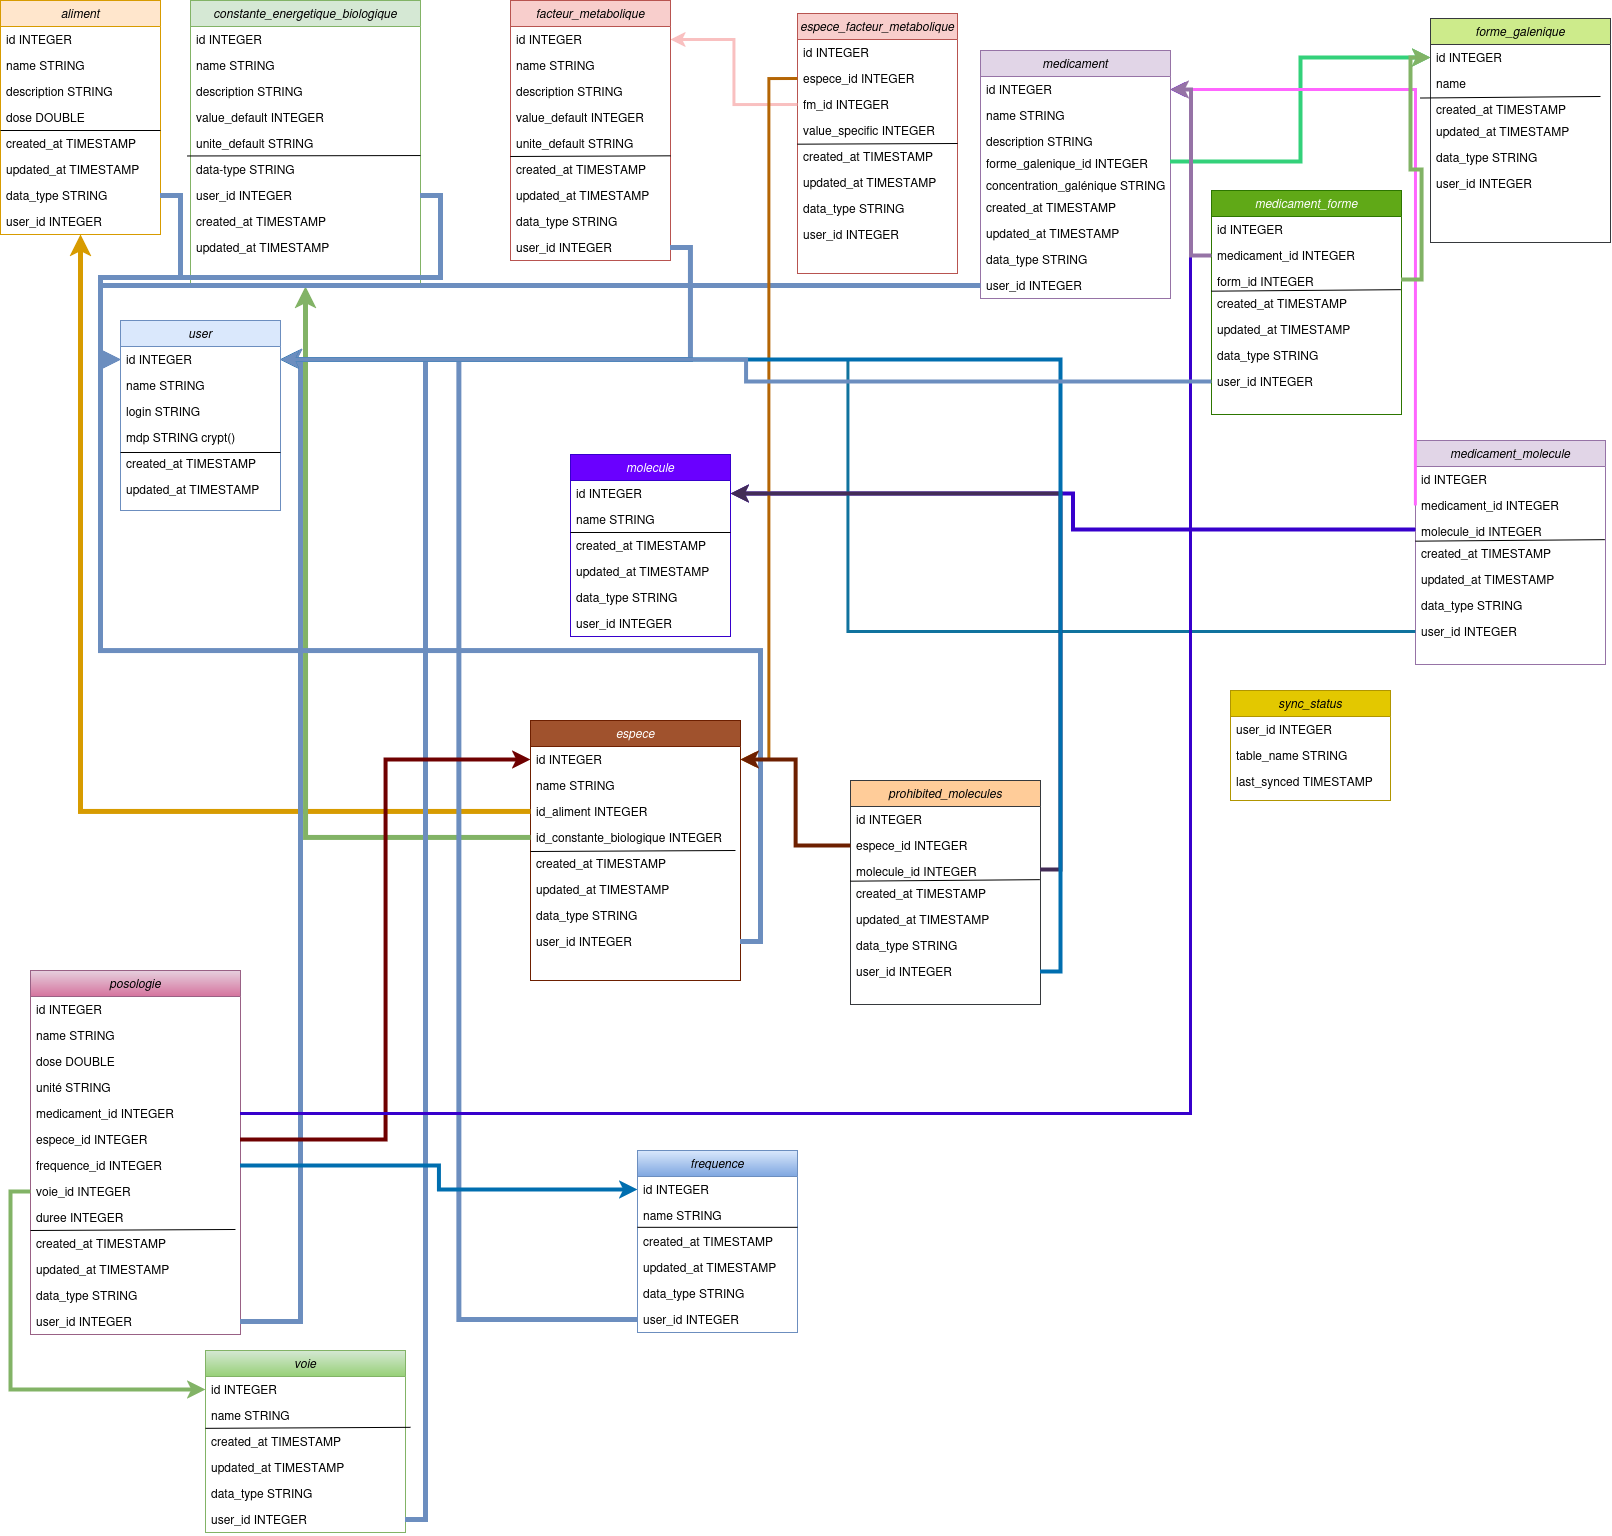 aliment
id INTEGER
name STRING
description STRING
dose DOUBLE
created_at TIMESTAMP
updated_at TIMESTAMP
data_type STRING
user_id INTEGER
constante_energetique_biologique
id INTEGER
name STRING
description STRING
value_default INTEGER
unite_default STRING
data-type STRING
user_id INTEGER
created_at TIMESTAMP
updated_at TIMESTAMP
facteur_metabolique
id INTEGER
name STRING
description STRING
value_default INTEGER
unite_default STRING
created_at TIMESTAMP
updated_at TIMESTAMP
data_type STRING
user_id INTEGER
espece_facteur_metabolique
id INTEGER
espece_id INTEGER
fm_id INTEGER
value_specific INTEGER
created_at TIMESTAMP
updated_at TIMESTAMP
data_type STRING
user_id INTEGER
medicament
id INTEGER
name STRING
description STRING
forme_galenique_id INTEGER
concentration_galénique STRING
created_at TIMESTAMP
updated_at TIMESTAMP
data_type STRING
user_id INTEGER
forme_galenique
id INTEGER
name
created_at TIMESTAMP
updated_at TIMESTAMP
data_type STRING
user_id INTEGER
medicament_forme
id INTEGER
medicament_id INTEGER
form_id INTEGER
created_at TIMESTAMP
updated_at TIMESTAMP
data_type STRING
user_id INTEGER
user
id INTEGER
name STRING
login STRING
mdp STRING crypt()
created_at TIMESTAMP
updated_at TIMESTAMP
molecule
id INTEGER
name STRING
created_at TIMESTAMP
updated_at TIMESTAMP
data_type STRING
user_id INTEGER
medicament_molecule
id INTEGER
medicament_id INTEGER
molecule_id INTEGER
created_at TIMESTAMP
updated_at TIMESTAMP
data_type STRING
user_id INTEGER
sync_status
user_id INTEGER
table_name STRING
last_synced TIMESTAMP
espece
id INTEGER
name STRING
id_aliment INTEGER
id_constante_biologique INTEGER
created_at TIMESTAMP
updated_at TIMESTAMP
data_type STRING
user_id INTEGER
prohibited_molecules
id INTEGER
espece_id INTEGER
molecule_id INTEGER
created_at TIMESTAMP
updated_at TIMESTAMP
data_type STRING
user_id INTEGER
posologie
id INTEGER
name STRING
dose DOUBLE
unité STRING
medicament_id INTEGER
espece_id INTEGER
frequence_id INTEGER
voie_id INTEGER
duree INTEGER
created_at TIMESTAMP
updated_at TIMESTAMP
data_type STRING
user_id INTEGER
frequence
id INTEGER
name STRING
created_at TIMESTAMP
updated_at TIMESTAMP
data_type STRING
user_id INTEGER
voie
id INTEGER
name STRING
created_at TIMESTAMP
updated_at TIMESTAMP
data_type STRING
user_id INTEGER